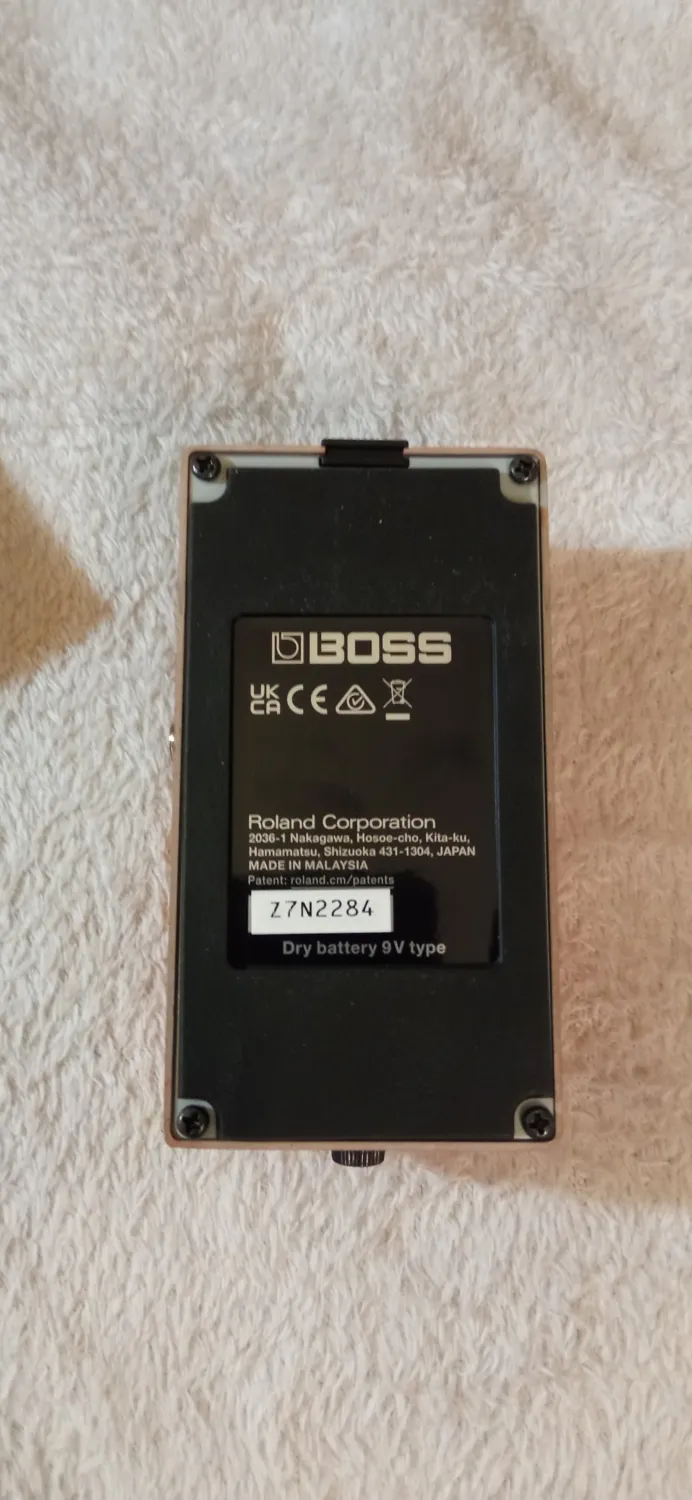 BOSS
UK
CA CE
Roland Corporation
2036-1 Nakagawa, Hosoe-cho, Kita-ku,
Hamamatsu, Shizuoka 431-1304, JAPAN
MADE IN MALAYSIA
Patent: roland.cm/patents
Z7N2284
Dry battery 9V type